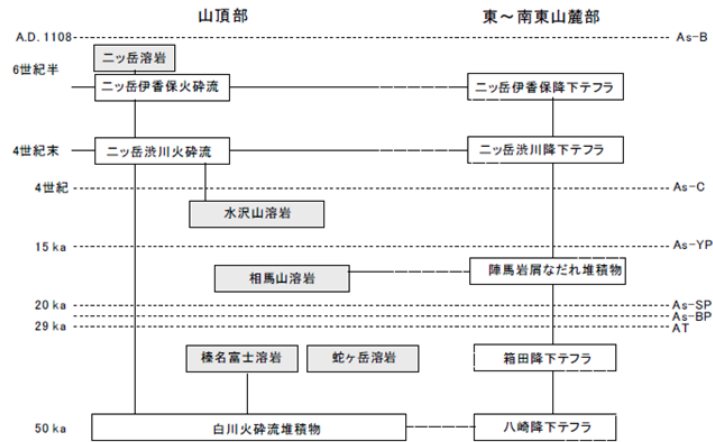 山頂部 東～南東山麓部
A.D. 1108 As-B
二ッ岳溶岩
6世紀半
二ッ岳伊香保火砕流 二ッ岳伊香保降下テフラ
4世紀末 二ッ岳渋川火砕流 二ッ岳渋川降下テフラ
4世紀 As-C
水沢山溶岩
15 ka As-YP
相馬山溶岩 陣馬岩屑なだれ堆積物
20 ka As-SP
As-BP
29 ka AT
榛名富士溶岩 蛇ヶ岳溶岩 箱田降下テフラ
50 ka 白川火砕流堆積物 八崎降下テフラ